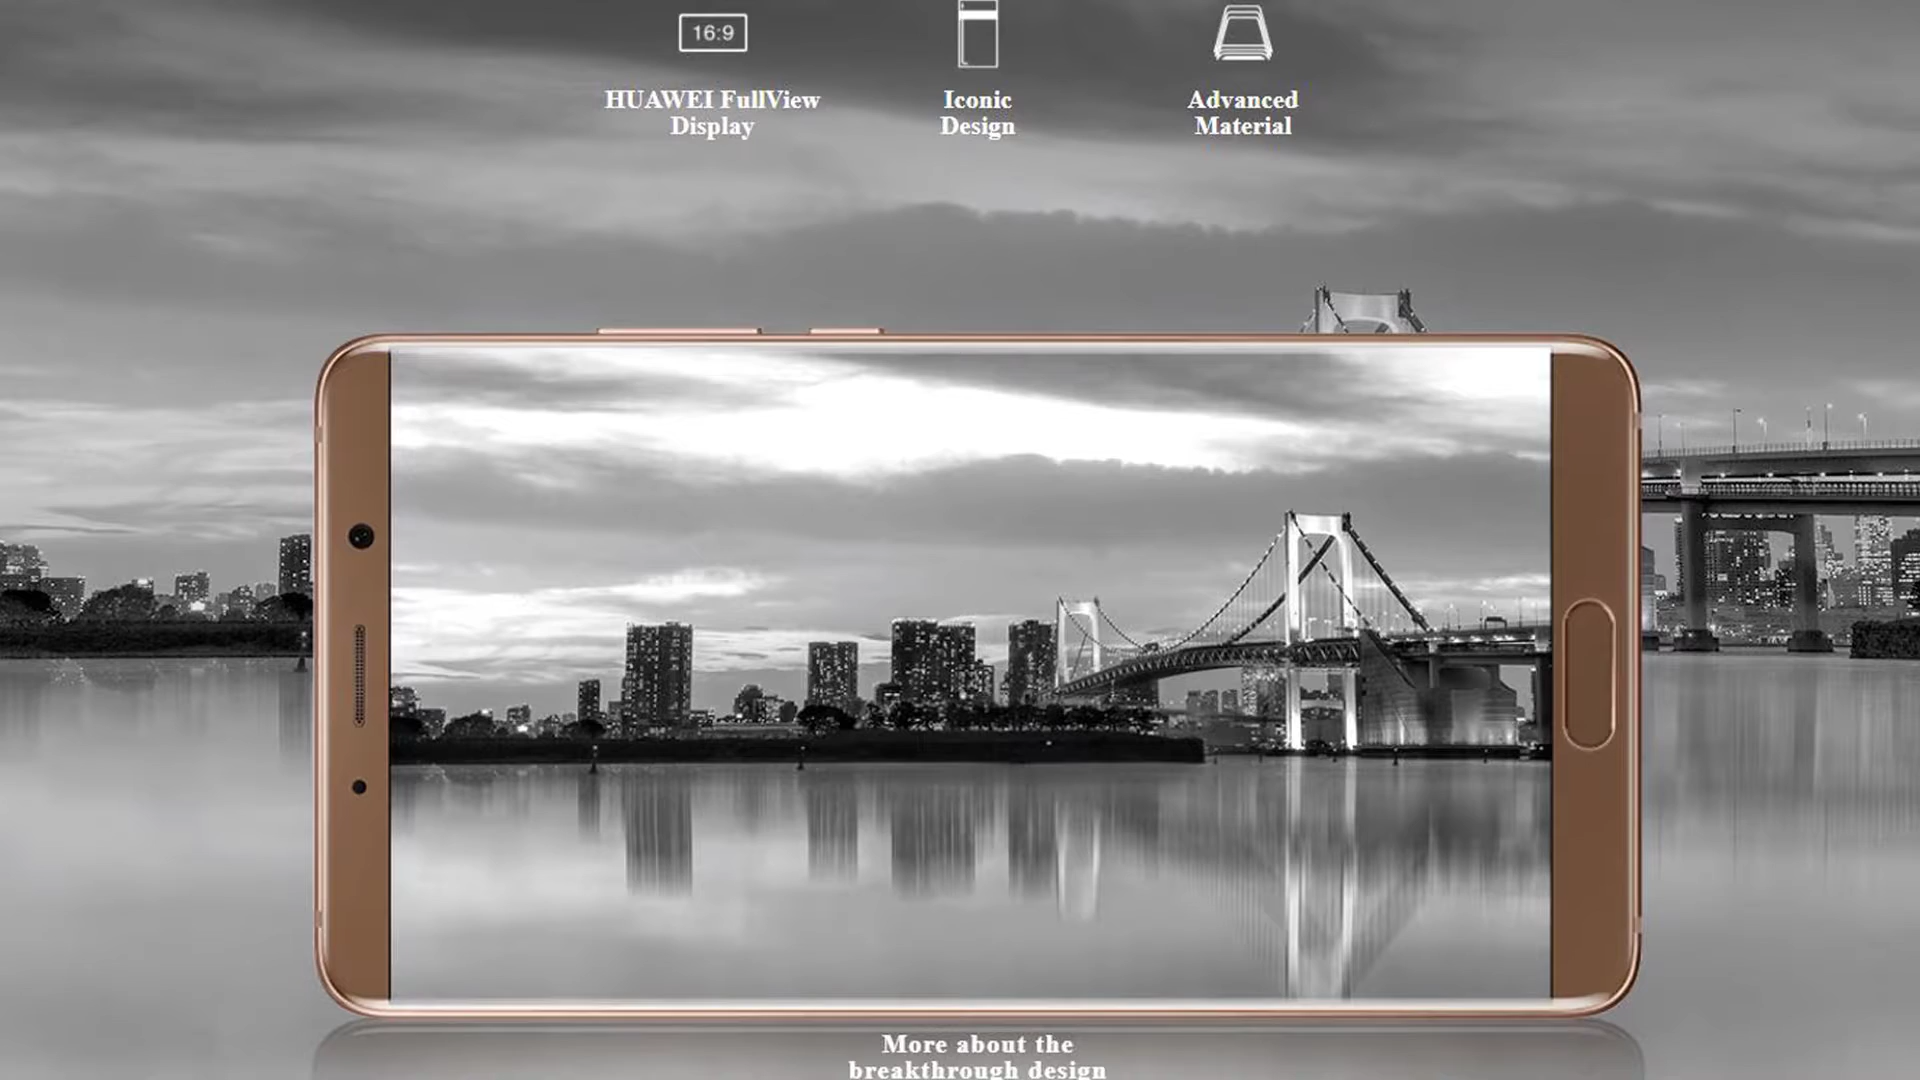 16:9
HUAWEI FullView
Display
Iconic
Design
Advanced
Material
More about the
breakthrough design